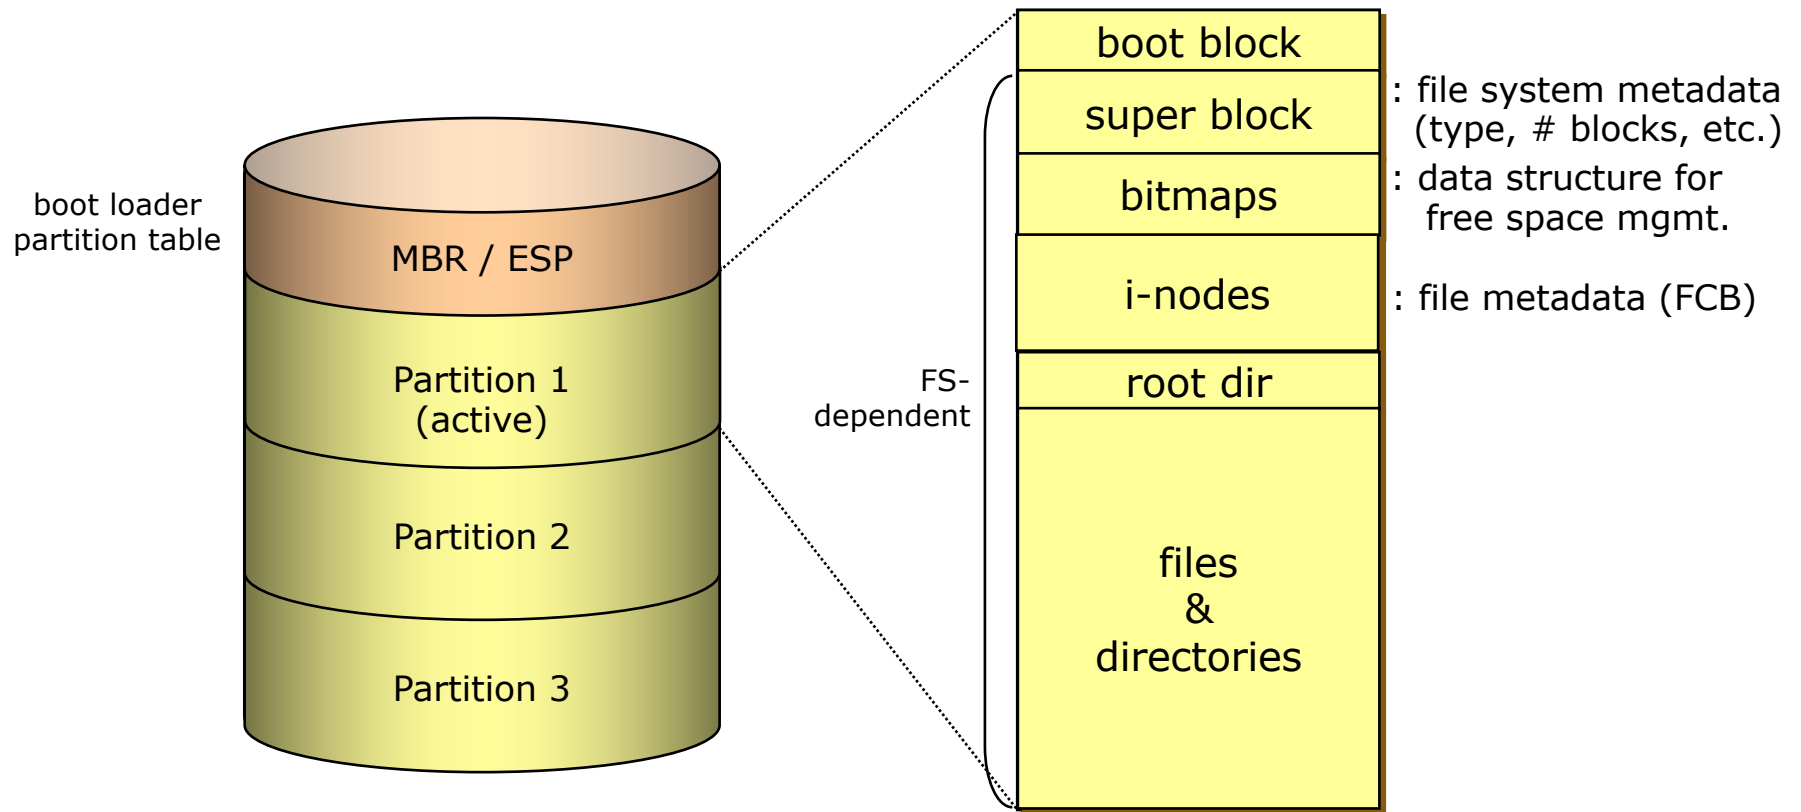 boot loader
partition table
MBR / ESP
Partition 1
(active)
Partition 2
Partition 3
FS-
dependent
boot block
super block
: file system metadata
(type, # blocks, etc.)
bitmaps
: data structure for
free space mgmt.
i-nodes
: file metadata (FCB)
root dir
files
&
directories